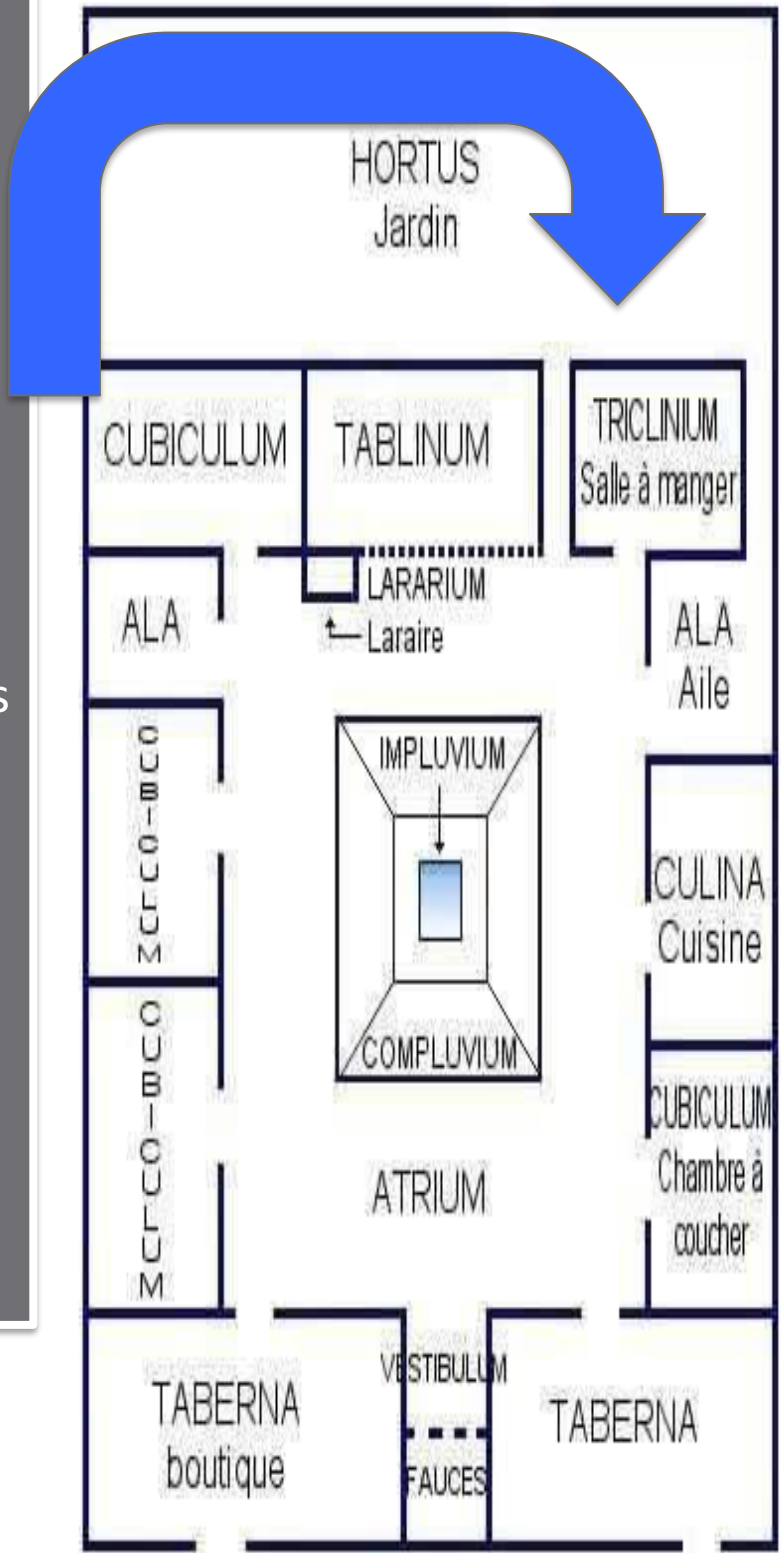 HORTUS
Jardin
CUBICULUM
TABLINUM
TRICLINIUM
Salle à manger
LARARIUM
Laraire
ALA
ALA
Aile
s
CUBICULUM
IMPLUVIUM
CULINA
Cuisine
COMPLUVIUM
CUBICULUM
CUBICULUM
Chambre à
coucher
ATRIUM
VESTIBULUM
TABERNA
boutique
TABERNA
FAUCES